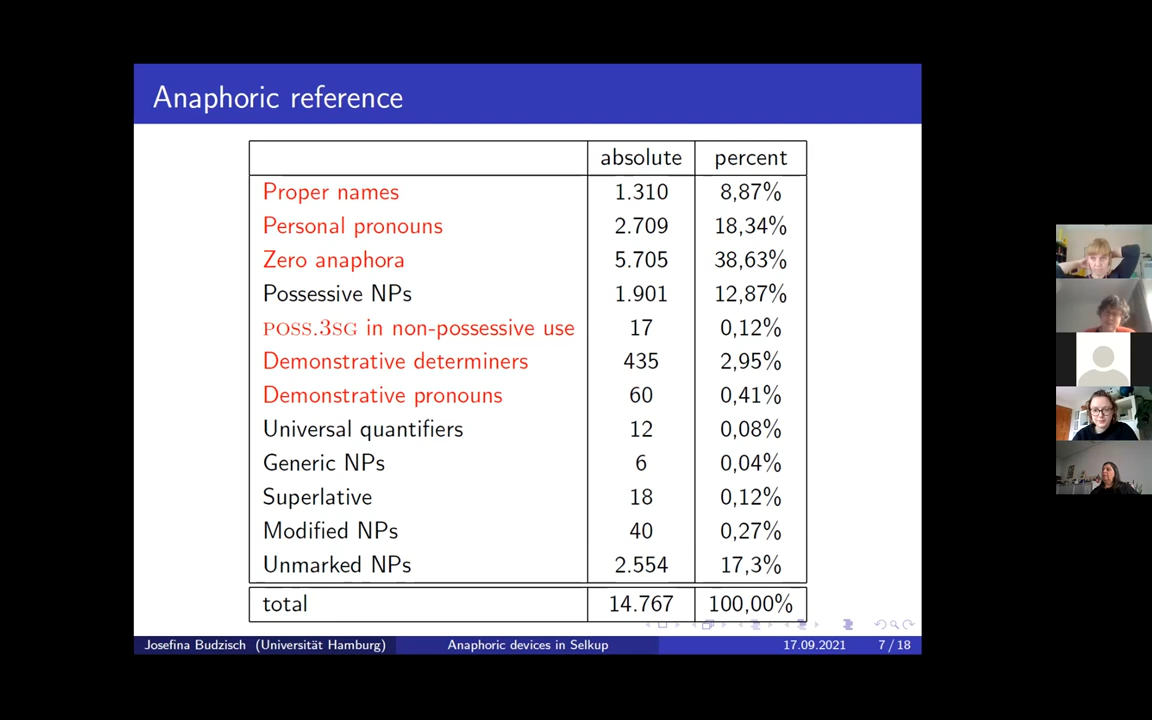 Anaphoric reference
absolute percent
Proper names 1.310 8,87%
Personal pronouns 2.709 18,34%
Zero anaphora 5.705 38,63%
Possessive NPs 1.901 12,87%
POSS.3SG in non-possessive use 17 0,12%
Demonstrative determiners 435 2,95%
Demonstrative pronouns 60 0,41%
Universal quantifiers 12 0,08%
Generic NPs 6 0,04%
Superlative 18 0,12%
Modified NPs 40 0,27%
Unmarked NPs 2.554 17,3%
total 14.767 100,00%
Josefina Budzisch (Universität Hamburg) Anaphoric devices in Selkup 17.09.2021 7 / 18